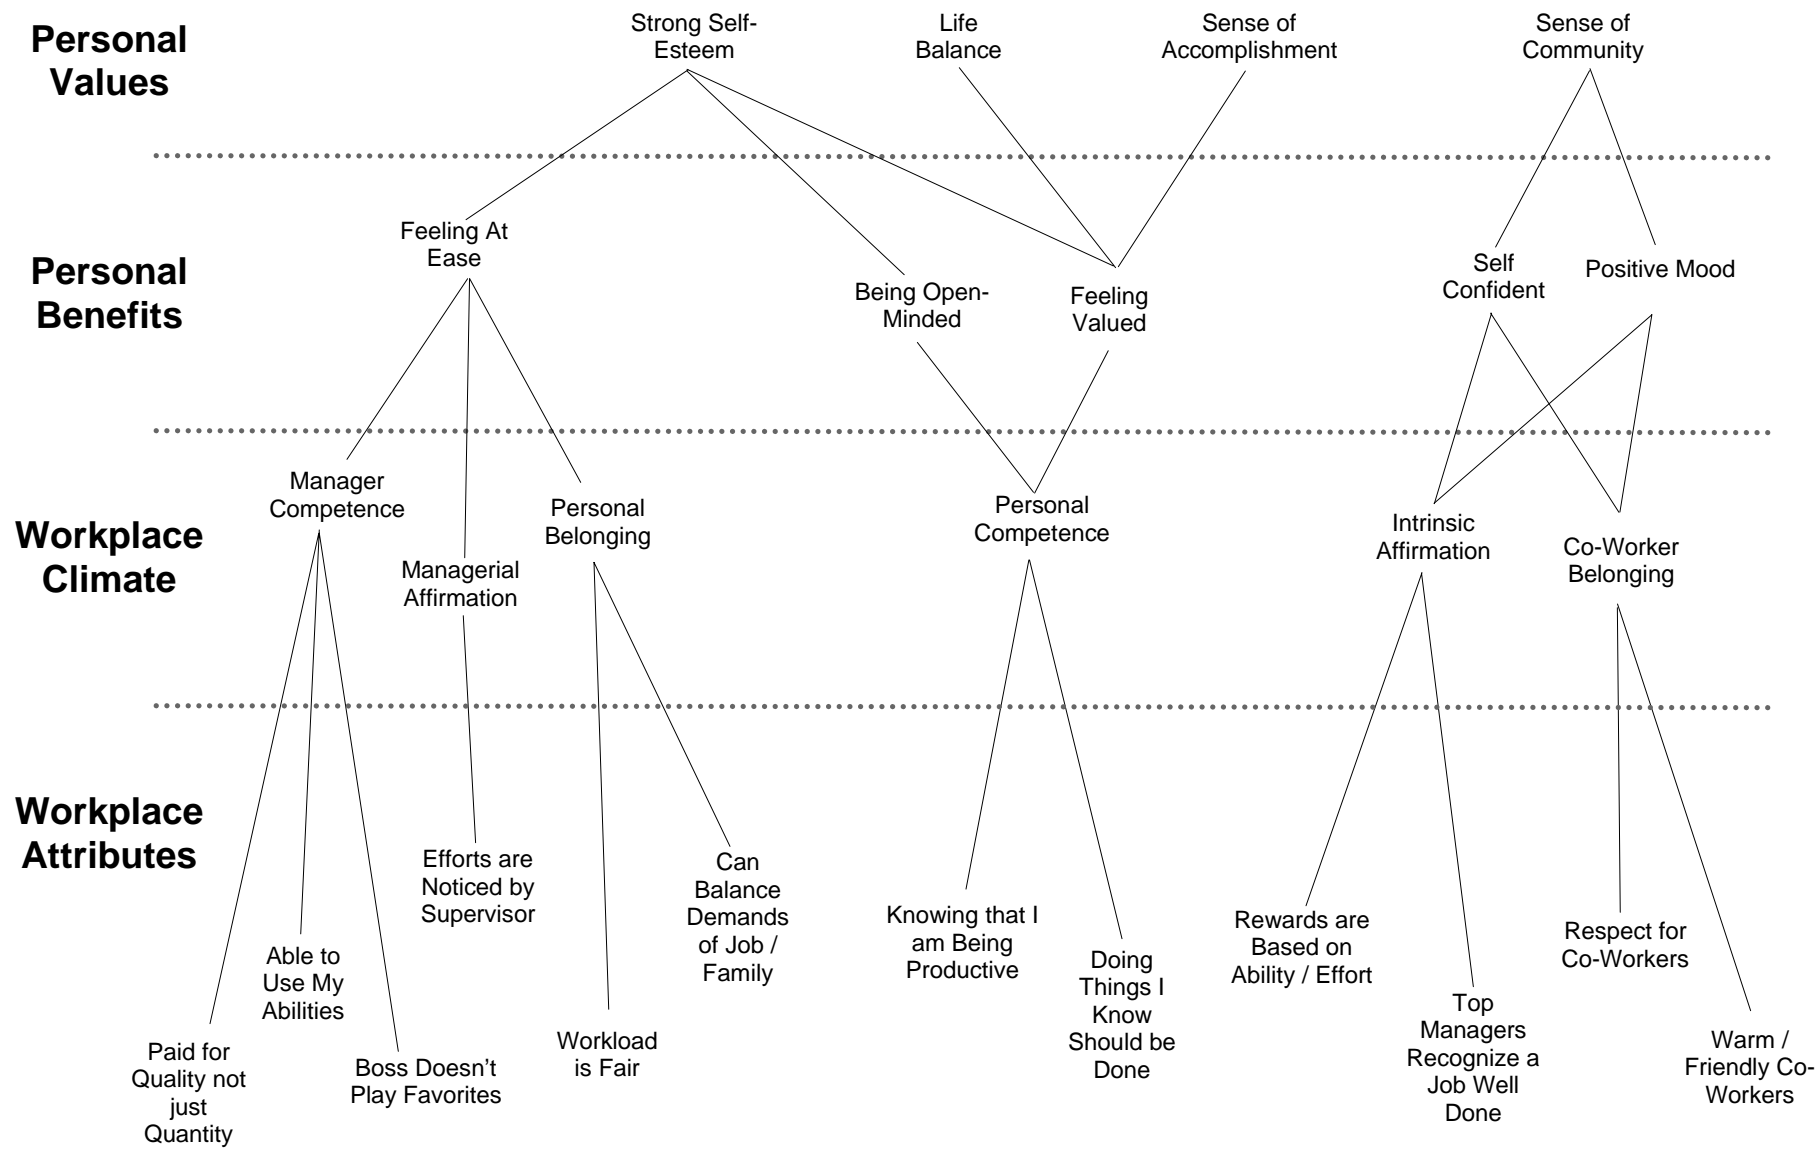 Personal
Values
Strong Self-
Esteem
Life
Balance
Sense of
Accomplishment
Sense of
Community
Personal
Benefits
Feeling At
Ease
Being Open-
Minded
Feeling
Valued
Self
Confident
Positive Mood
Workplace
Climate
Manager
Competence
Managerial
Affirmation
Personal
Belonging
Personal
Competence
Intrinsic
Affirmation
Co-Worker
Belonging
Workplace
Attributes
Paid for
Quality not
just
Quantity
Able to
Use My
Abilities
Boss Doesn’t
Play Favorites
Efforts are
Noticed by
Supervisor
Workload
is Fair
Can
Balance
Demands
of Job /
Family
Knowing that I
am Being
Productive
Doing
Things I
Know
Should be
Done
Rewards are
Based on
Ability / Effort
Top
Managers
Recognize a
Job Well
Done
Respect for
Co-Workers
Warm /
Friendly Co-
Workers